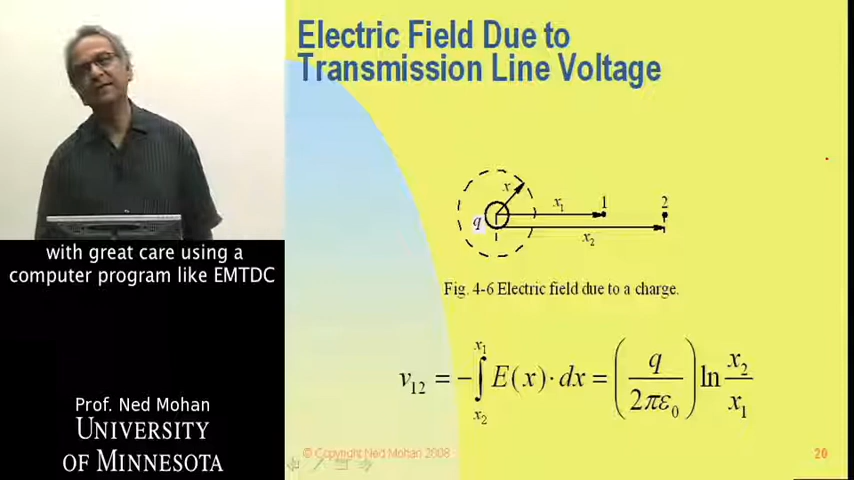 Electric Field Due to
Transmission Line Voltage
x
x₁
1
2
q
x₂
Fig. 4-6 Electric field due to a charge.
v₁₂ = −∫_{x₂}^{x₁} E(x) · dx = (q / 2πε₀) ln x₂ / x₁
with great care using a
computer program like EMTDC
Prof. Ned Mohan
UNIVERSITY
OF MINNESOTA
© Copyright Ned Mohan 2008
20